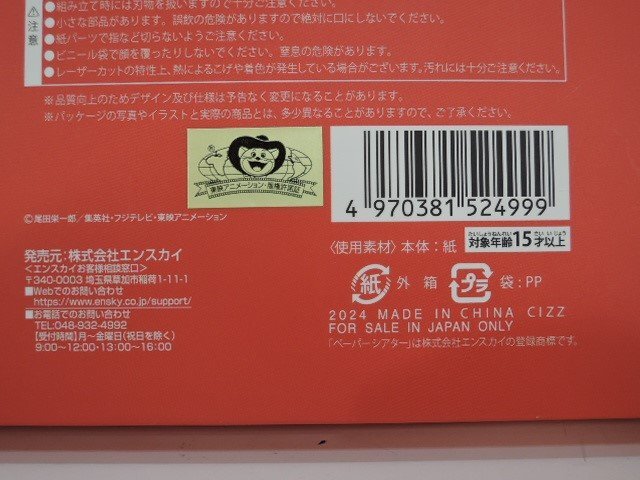 ●組み立て時には刃物を扱いますので十分ご注意ください。
●小さな部品があります。誤飲の危険がありますので絶対に口にしないでください。
●紙パーツで指など切らないようご注意ください。
●ビニール袋で顔を覆ったりしないでください。窒息の危険があります。
●レーザーカットの特性上、熱によるこげや着色が発生している場合がございます。汚れには十分ご注意ください。
注意
※品質向上のためデザイン及び仕様は予告なく変更になることがあります。
※パッケージの写真やイラストと実際の商品とは、多少異なることがありますので、ご了承ください。
東映アニメーション・版権許諾証
©尾田栄一郎／集英社・フジテレビ・東映アニメーション
4 970381 524999
発売元：株式会社エンスカイ
＜エンスカイお客様相談窓口＞
〒340-0003 埼玉県草加市稲荷1-11-1
■Webでのお問い合わせ
https://www.ensky.co.jp/support/
■お電話でのお問い合わせ
TEL:048-932-4992
【受付時間】月～金曜日(祝日を除く)
9:00～12:00・13:00～16:00
〈使用素材〉本体：紙
たいしょうねんれい さい いじょう
対象年齢15才以上
紙 外箱 プラ 袋：PP
2024 MADE IN CHINA CIZZ
FOR SALE IN JAPAN ONLY
「ペーパーシアター」は株式会社エンスカイの登録商標です。